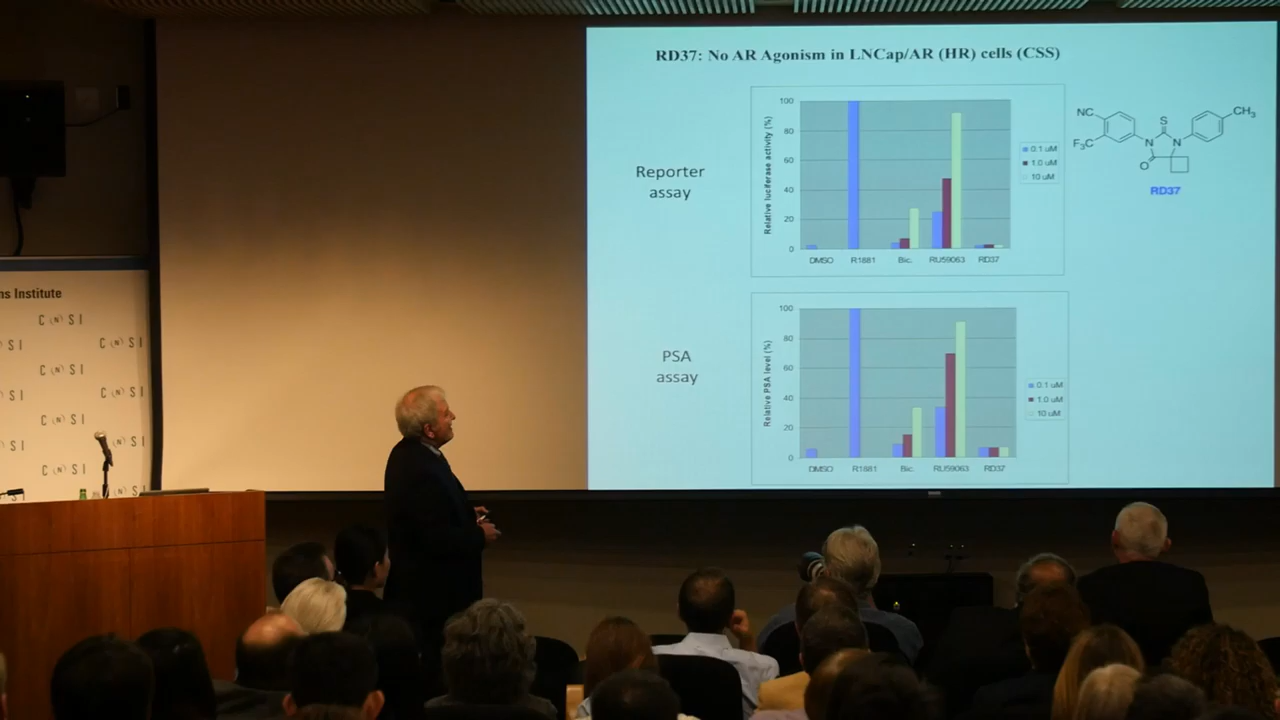 RD37: No AR Agonism in LNCap/AR (HR) cells (CSS)
Reporter
assay
Relative luciferase activity (%)
100
80
60
40
20
0
DMSO R1881 Bic. RU59063 RD37
0.1 uM
1.0 uM
10 uM
NC
F3C
S
N N
O
CH3
RD37
PSA
assay
Relative PSA level (%)
100
80
60
40
20
0
DMSO R1881 Bic. RU59063 RD37
0.1 uM
1.0 uM
10 uM
ns Institute
C (N) S I
S I C (N) S I
C (N) S I
S I C (N) S I
C (N) S I
S I C (N) S I
C (N) S I
C (N) S I